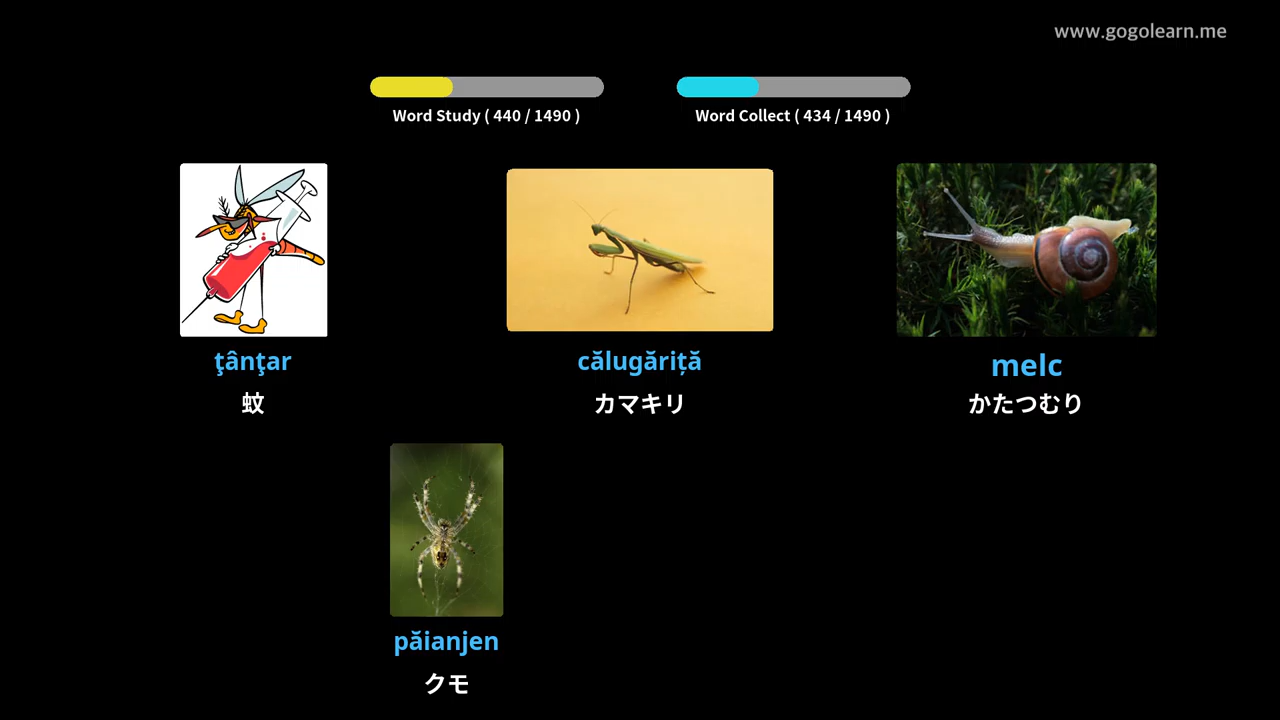 www.gogolearn.me
Word Study ( 440 / 1490 )
Word Collect ( 434 / 1490 )
ţânţar
călugăriță
melc
蚊
カマキリ
かたつむり
păianjen
クモ